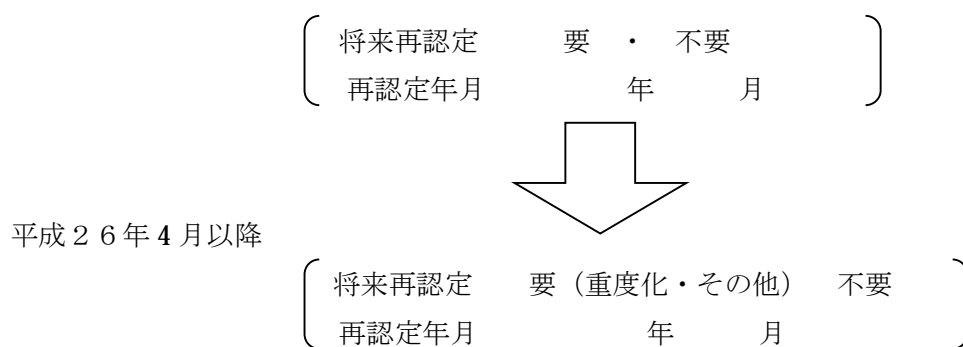 将来再認定　　要　・　不要
再認定年月　　　　　年　　　月
平成２６年4月以降
将来再認定　　要（重度化・その他）　不要
再認定年月　　　　　年　　　月